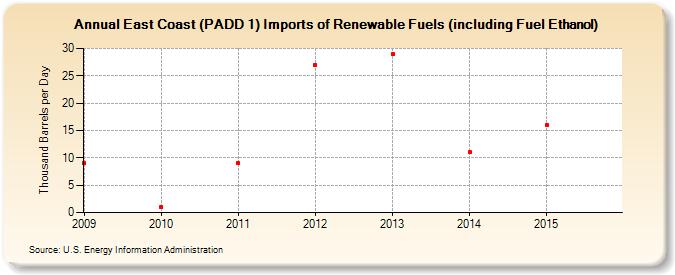 Annual East Coast (PADD 1) Imports of Renewable Fuels (including Fuel Ethanol)
Thousand Barrels per Day
30
25
20
15
10
5
0
2009 2010 2011 2012 2013 2014 2015
Source: U.S. Energy Information Administration